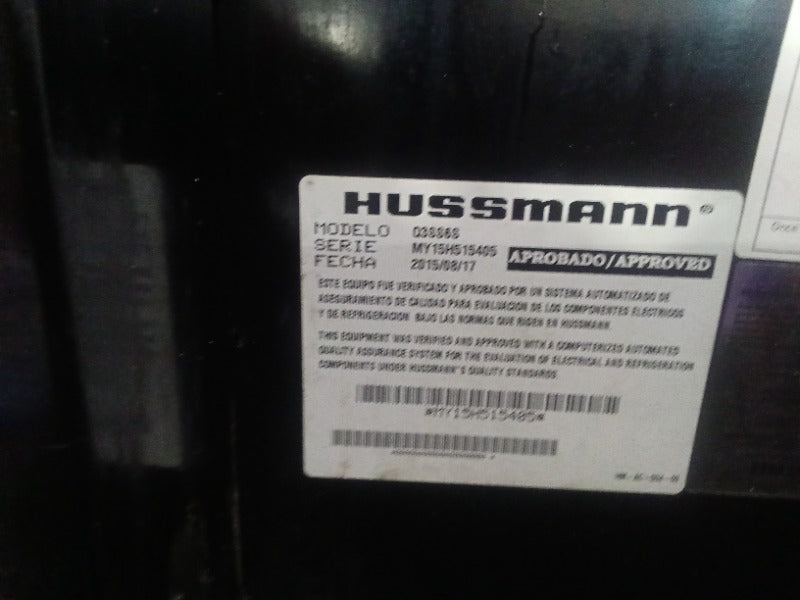 HUSSMANN®
MODELO Q3SS6S
SERIE MY15H515405
FECHA 2015/08/17
APROBADO/APPROVED
ESTE EQUIPO FUE VERIFICADO Y APROBADO POR UN SISTEMA AUTOMATIZADO DE
ASEGURAMIENTO DE CALIDAD PARA EVALUACION DE LOS COMPONENTES ELECTRICOS
Y DE REFRIGERACION BAJO LAS NORMAS QUE RIGEN EN HUSSMANN
THIS EQUIPMENT WAS VERIFIED AND APPROVED WITH A COMPUTERIZED AUTOMATED
QUALITY ASSURANCE SYSTEM FOR THE EVALUATION OF ELECTRICAL AND REFRIGERATION
COMPONENTS UNDER HUSSMANN'S QUALITY STANDARDS
*MY15H515405*
Once